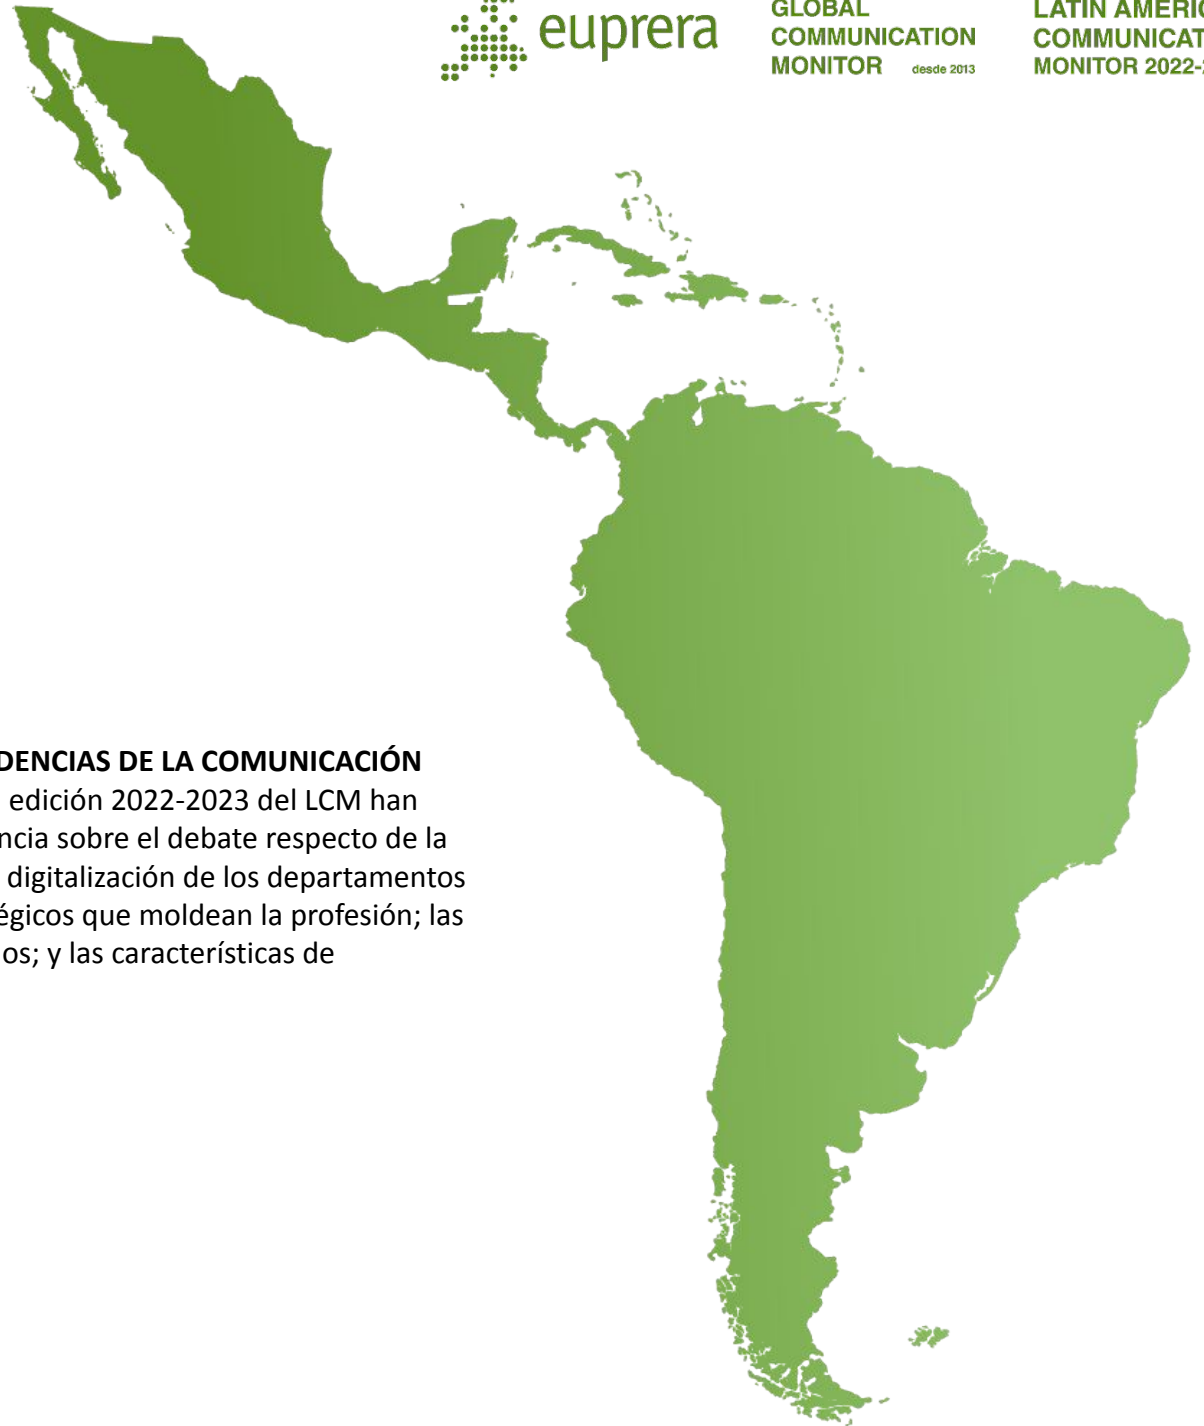 euprera
GLOBAL
COMMUNICATION
MONITOR desde 2013
LATIN AMERIC
COMMUNICAT
MONITOR 2022-
DENCIAS DE LA COMUNICACIÓN
edición 2022-2023 del LCM han
ncia sobre el debate respecto de la
digitalización de los departamentos
égicos que moldean la profesión; las
os; y las características de